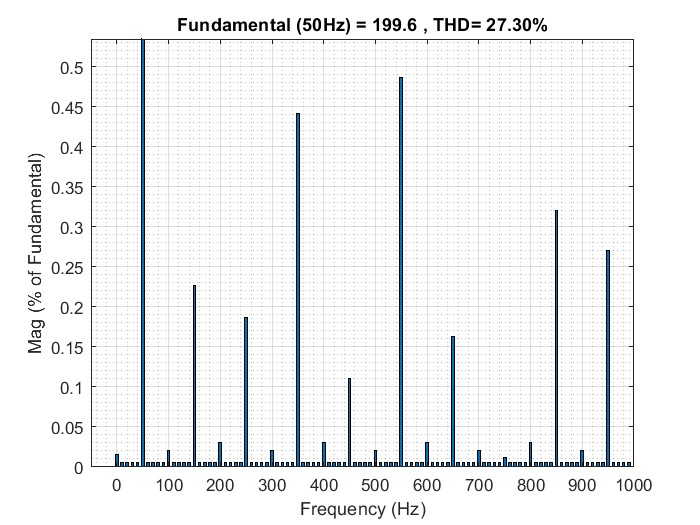 Fundamental (50Hz) = 199.6 , THD= 27.30%
0.5
0.45
0.4
0.35
0.3
0.25
0.2
0.15
0.1
0.05
0
Mag (% of Fundamental)
0 100 200 300 400 500 600 700 800 900 1000
Frequency (Hz)